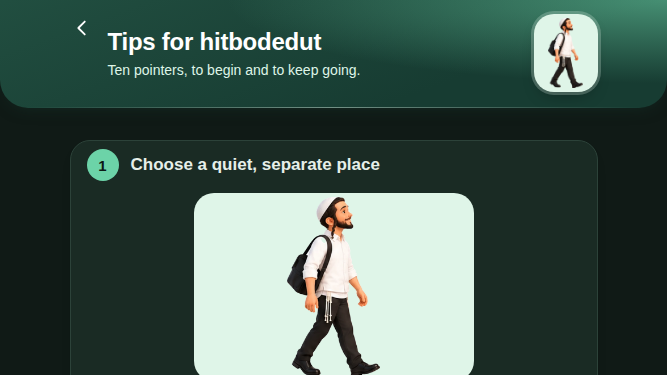 Tips for hitbodedut
Ten pointers, to begin and to keep going.
1 Choose a quiet, separate place